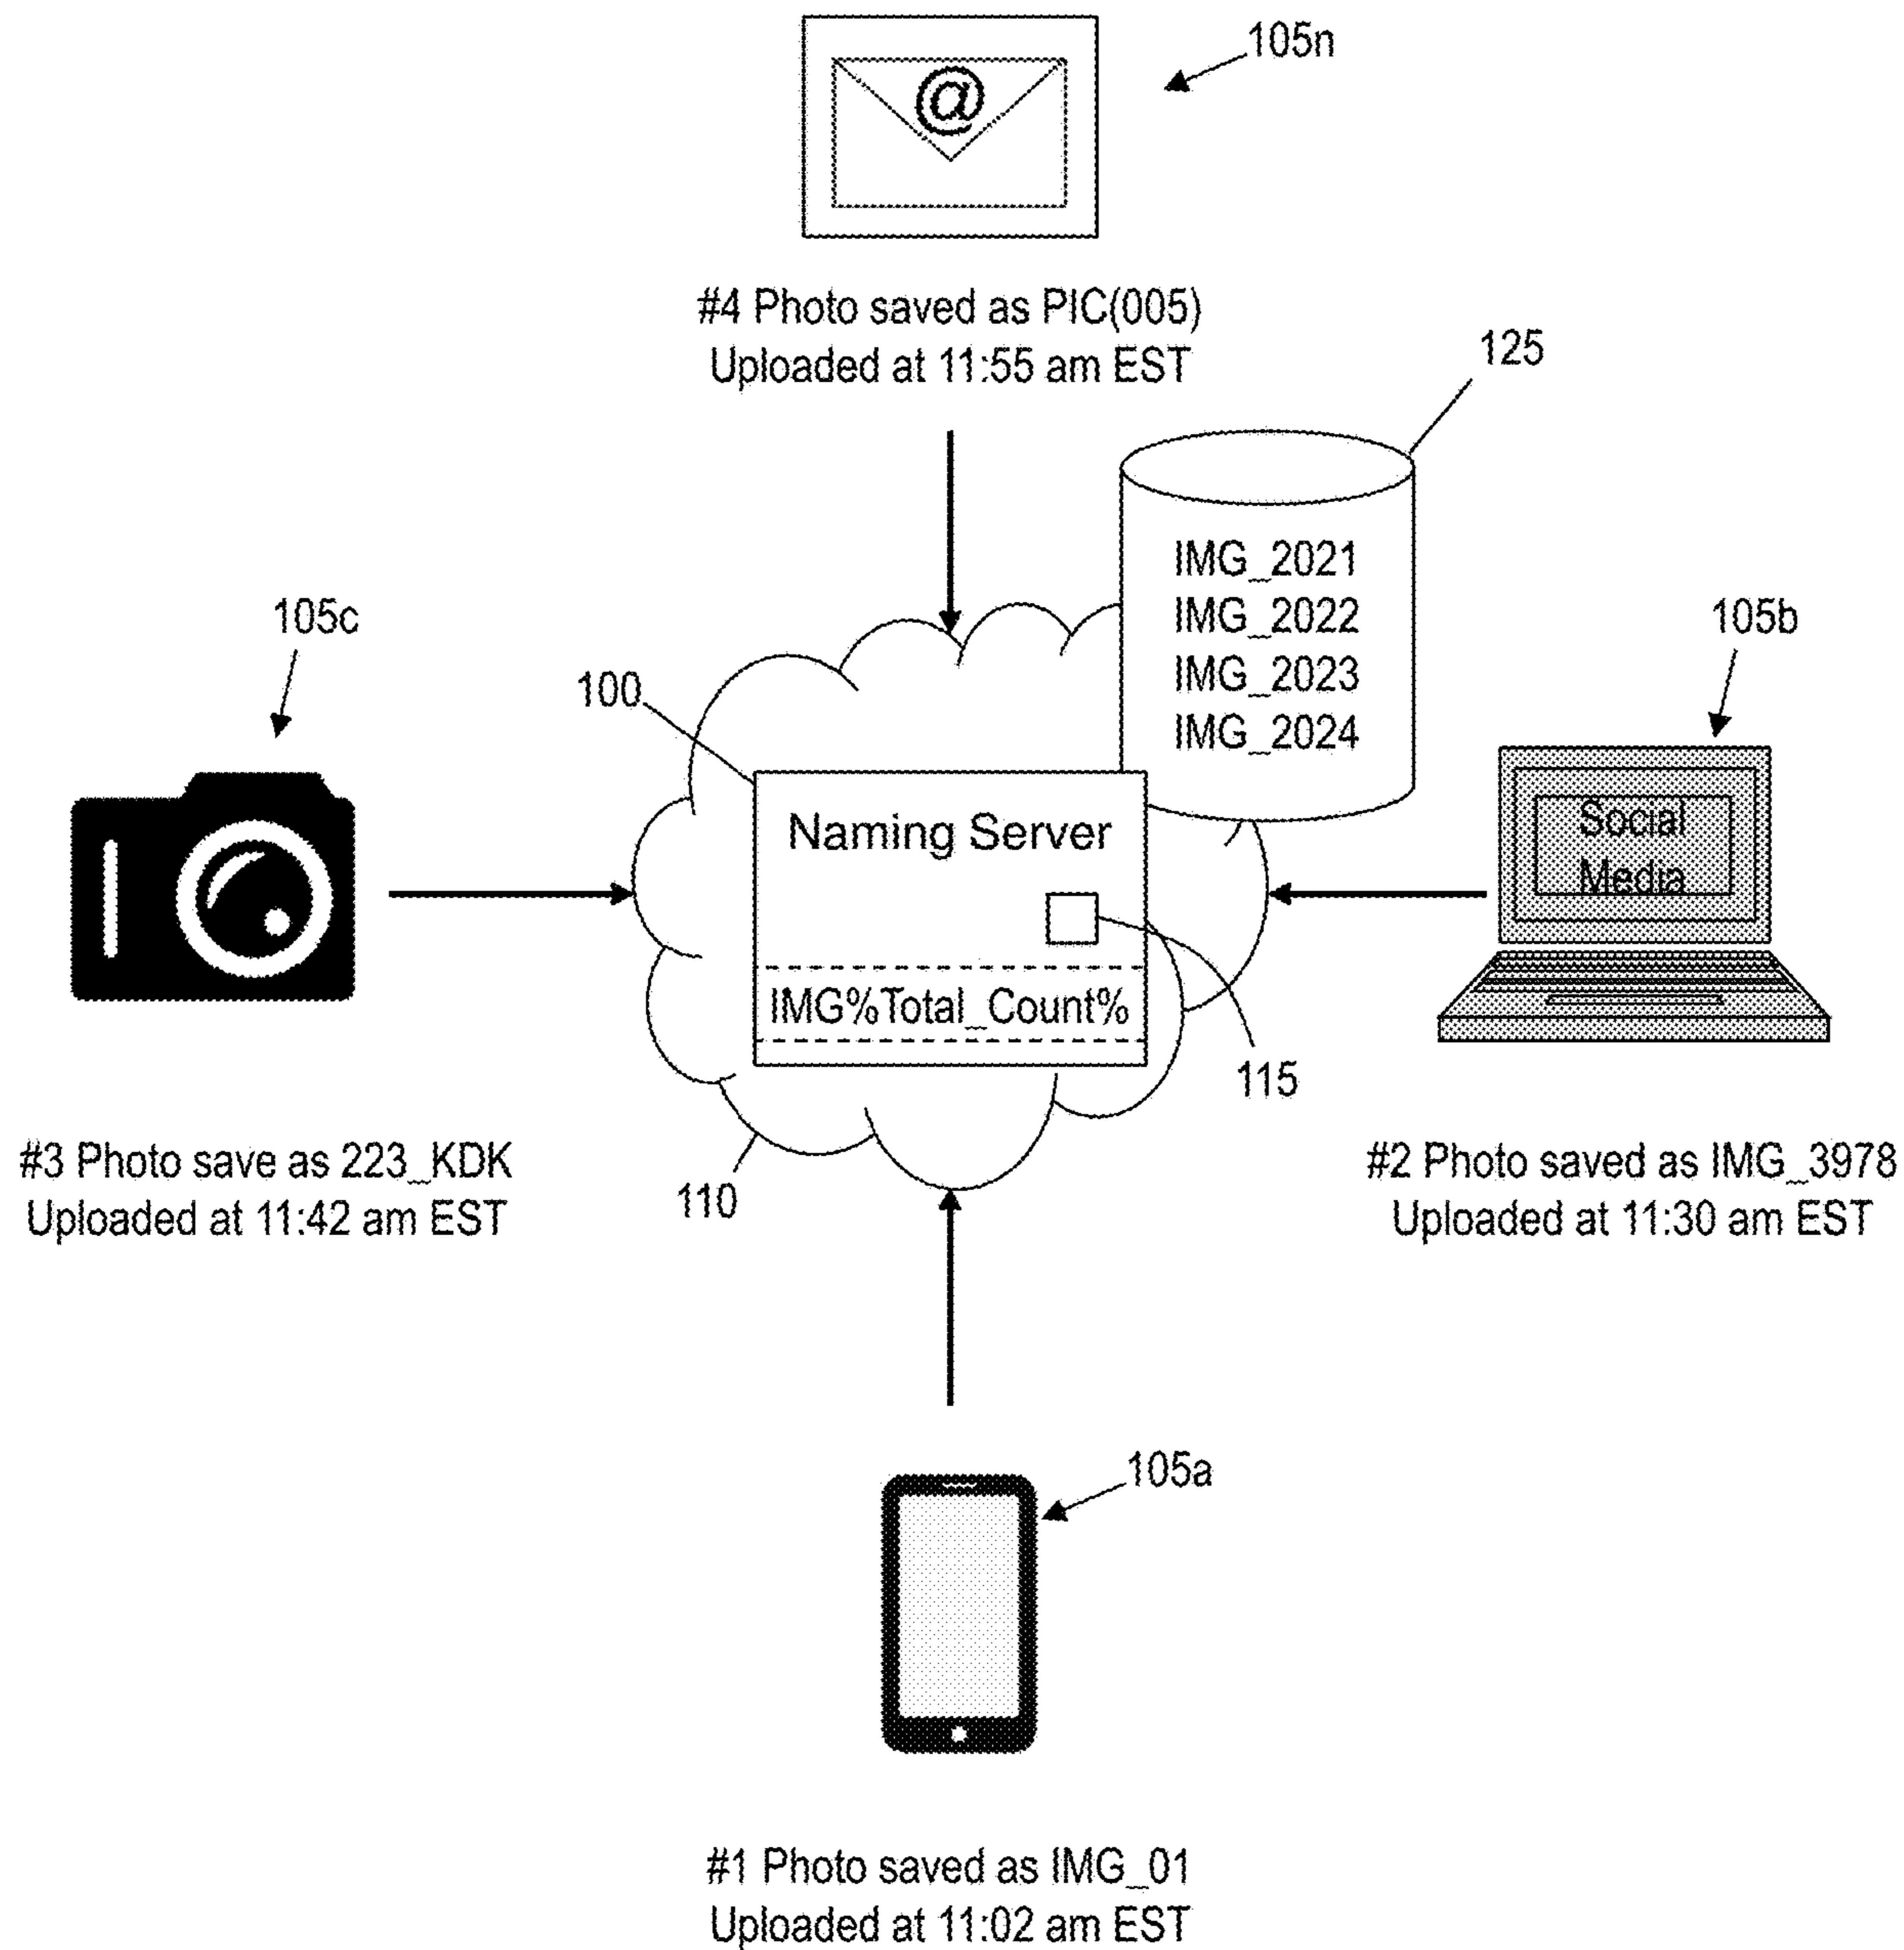 105n
@
#4 Photo saved as PIC(005)
Uploaded at 11:55 am EST
125
IMG_2021
IMG_2022
IMG_2023
IMG_2024
105c
105b
100
Naming Server
Social
Media
IMG%Total_Count%
115
110
#3 Photo save as 223_KDK
Uploaded at 11:42 am EST
#2 Photo saved as IMG_3978
Uploaded at 11:30 am EST
105a
#1 Photo saved as IMG_01
Uploaded at 11:02 am EST